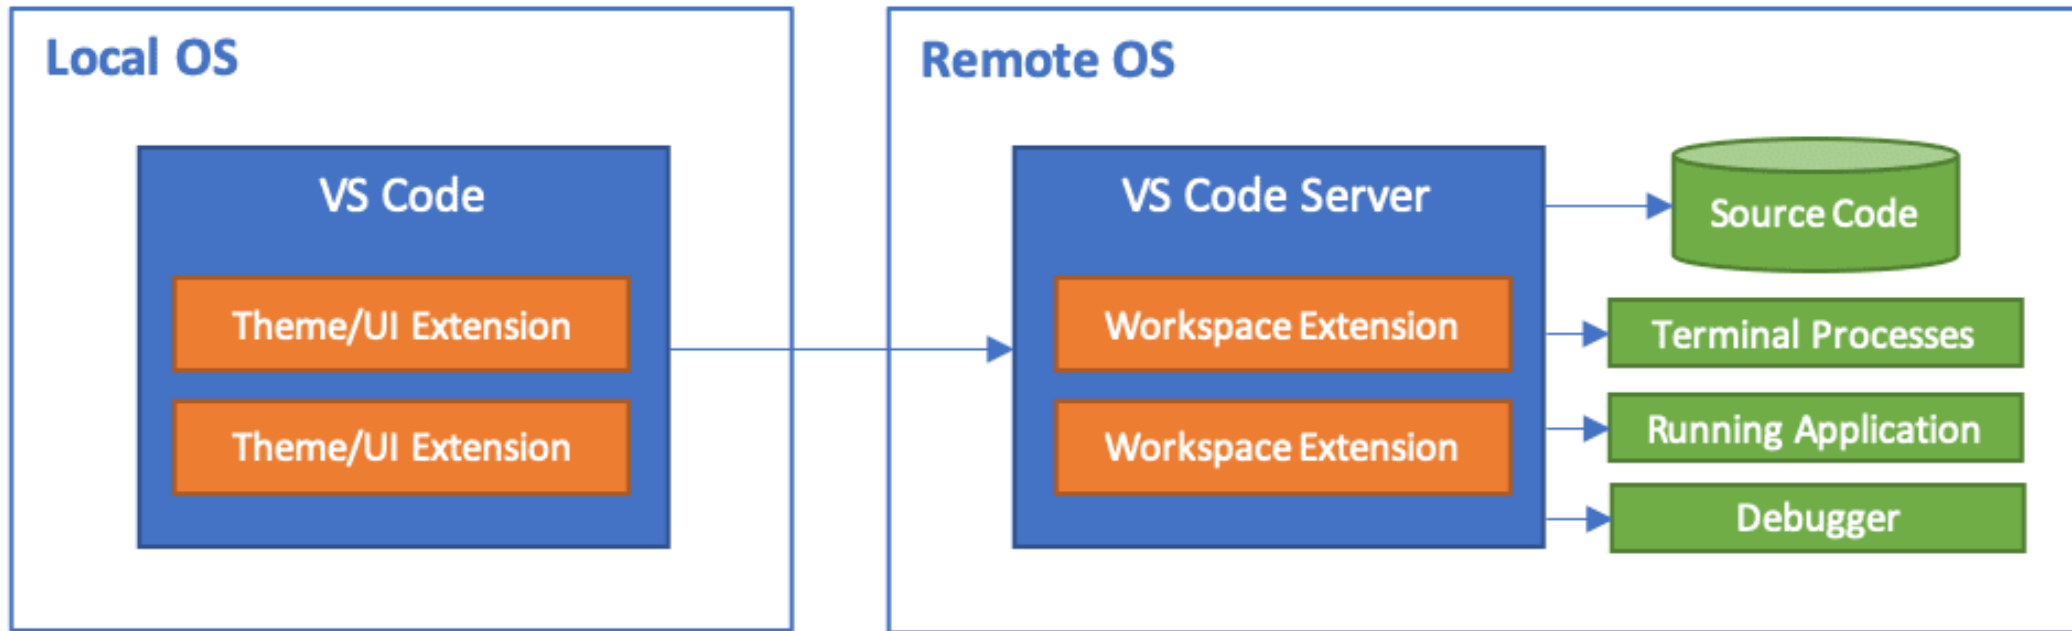 Local OS
VS Code
Theme/UI Extension
Theme/UI Extension
Remote OS
VS Code Server
Workspace Extension
Workspace Extension
Source Code
Terminal Processes
Running Application
Debugger